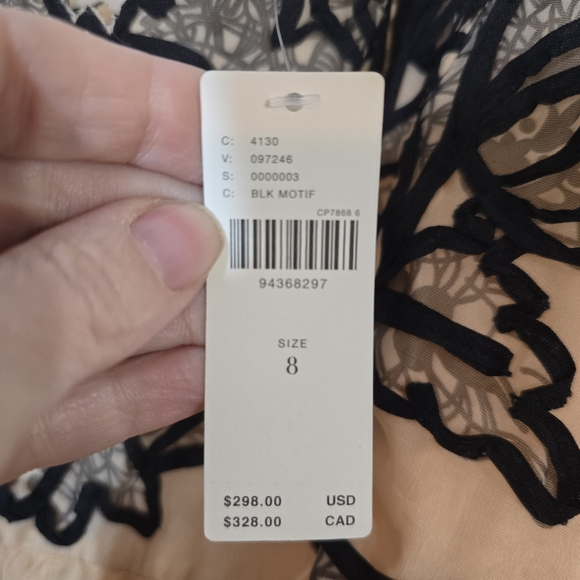 C: 4130
V: 097246
S: 0000003
C: BLK MOTIF
CP7868 6
94368297
SIZE
8
$298.00 USD
$328.00 CAD